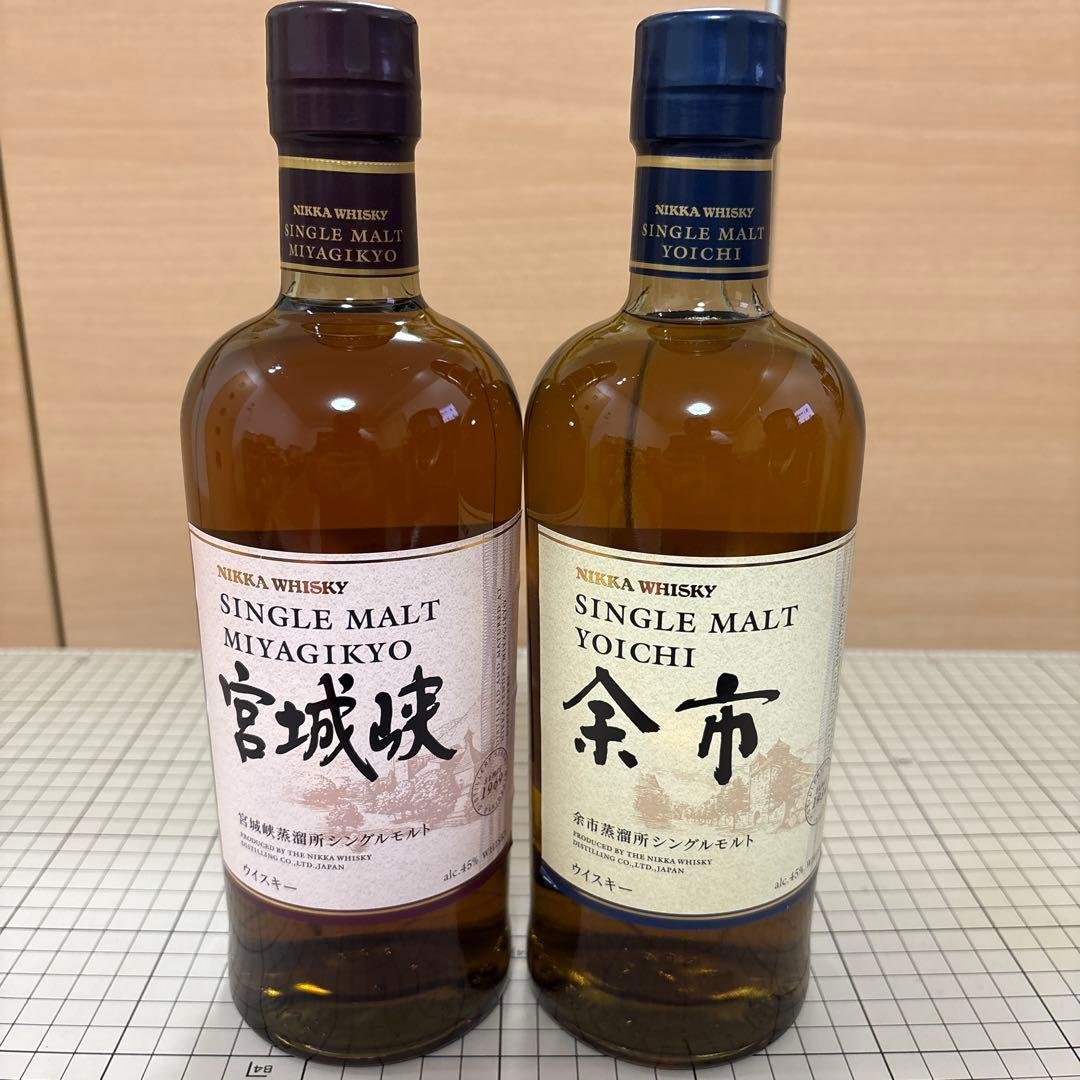 NIKKA WHISKY
SINGLE MALT
MIYAGIKYO
NIKKA WHISKY
SINGLE MALT
MIYAGIKYO
宮城峡
1969
宮城峡蒸溜所シングルモルト
PRODUCED BY THE NIKKA WHISKY
DISTILLING CO.,LTD.,JAPAN
ウイスキー
alc.45%
NIKKA WHISKY
SINGLE MALT
YOICHI
NIKKA WHISKY
SINGLE MALT
YOICHI
余市
余市蒸溜所シングルモルト
PRODUCED BY THE NIKKA WHISKY
DISTILLING CO.,LTD.,JAPAN
ウイスキー
alc.45%
B4